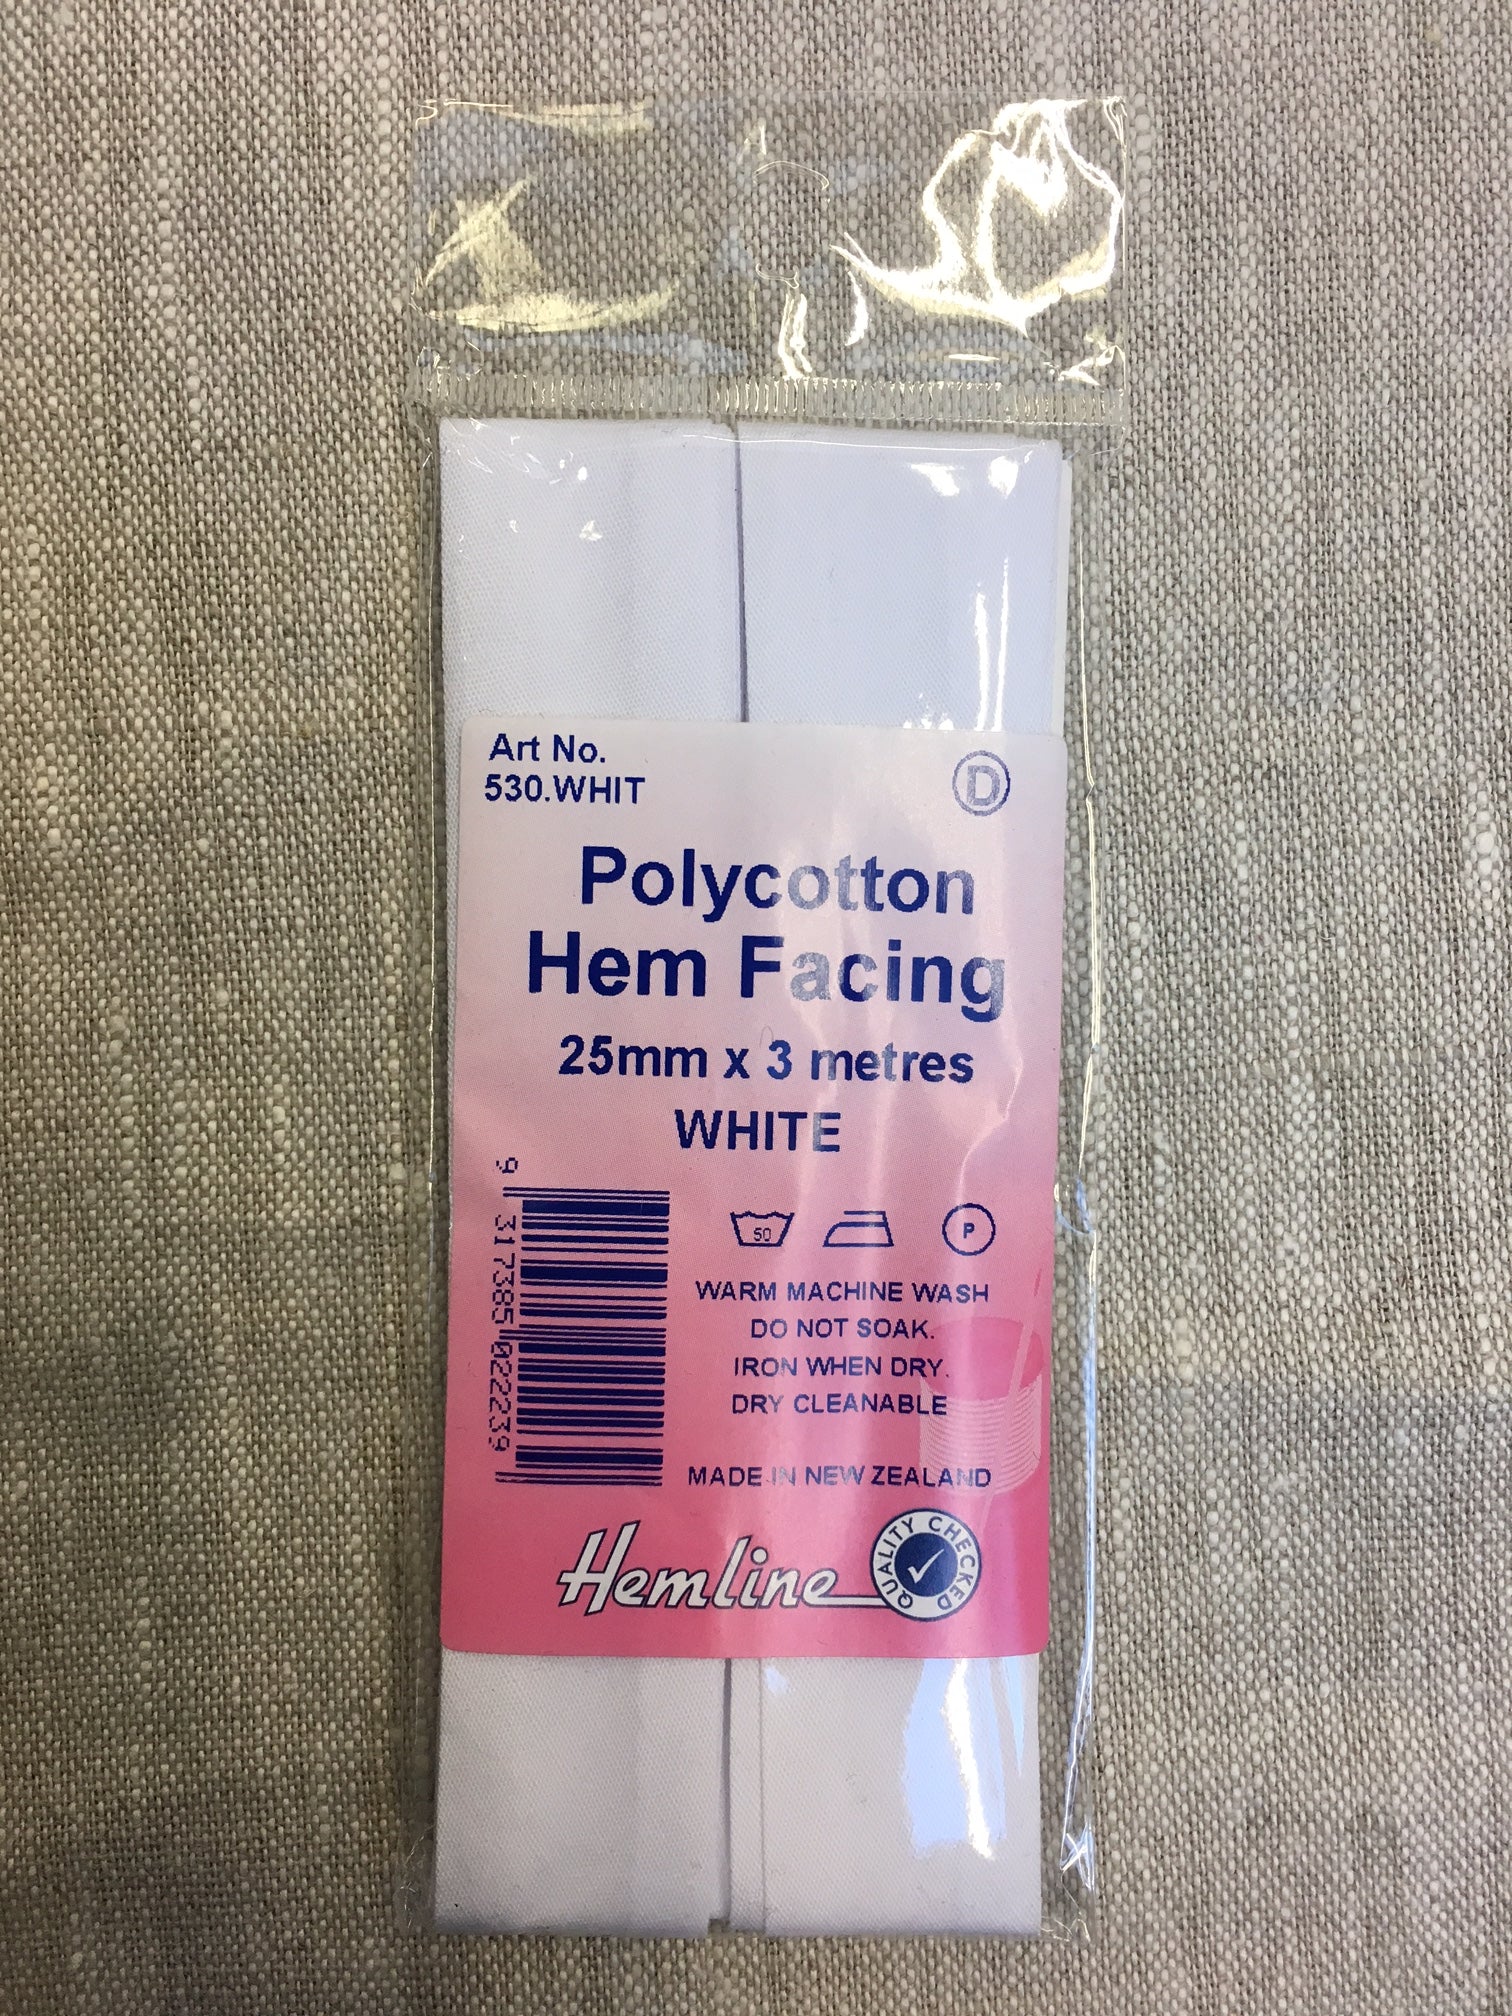 Art No.
530.WHIT
D
Polycotton
Hem Facing
25mm x 3 metres
WHITE
9 317385 022239
50
P
WARM MACHINE WASH
DO NOT SOAK.
IRON WHEN DRY.
DRY CLEANABLE
MADE IN NEW ZEALAND
Hemline
QUALITY CHECKED